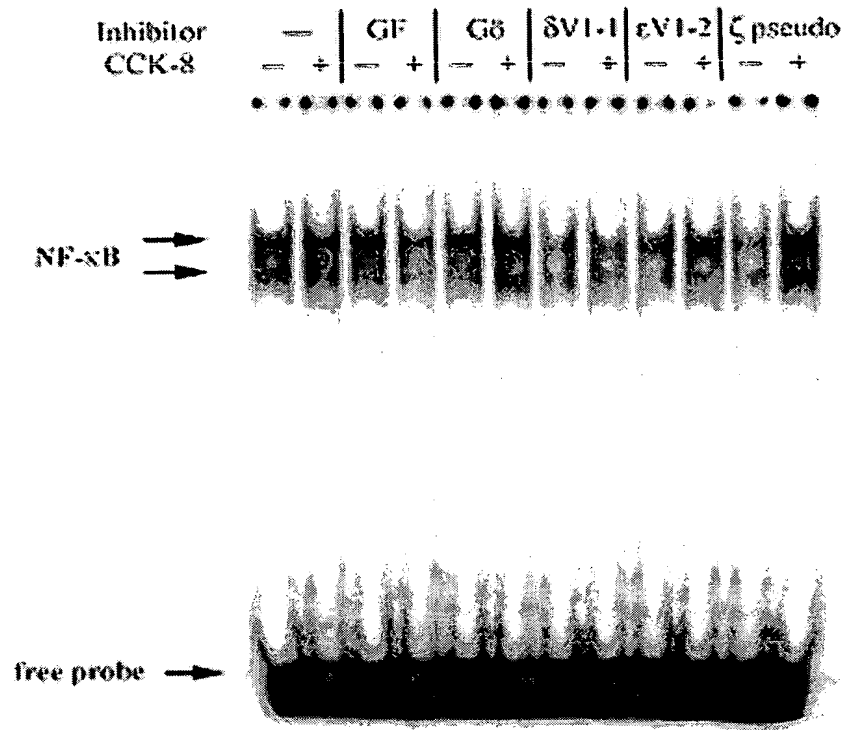 Inhibitor — GF Gö δV1-1 εV1-2 ζ pseudo
CCK-8 — + — + — + — + — + — +
NF-κB
free probe